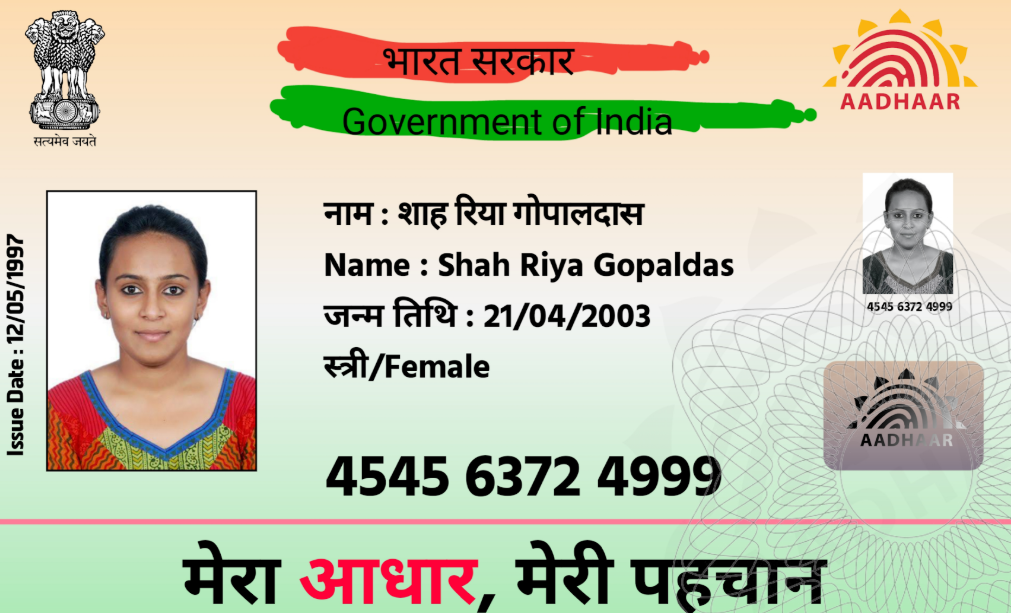 भारत सरकार
Government of India
सत्यमेव जयते
AADHAAR
Issue Date : 12/05/1997
नाम : शाह रिया गोपालदास
Name : Shah Riya Gopaldas
जन्म तिथि : 21/04/2003
स्त्री/Female
4545 6372 4999
AADHAAR
4545 6372 4999
मेरा आधार, मेरी पहचान